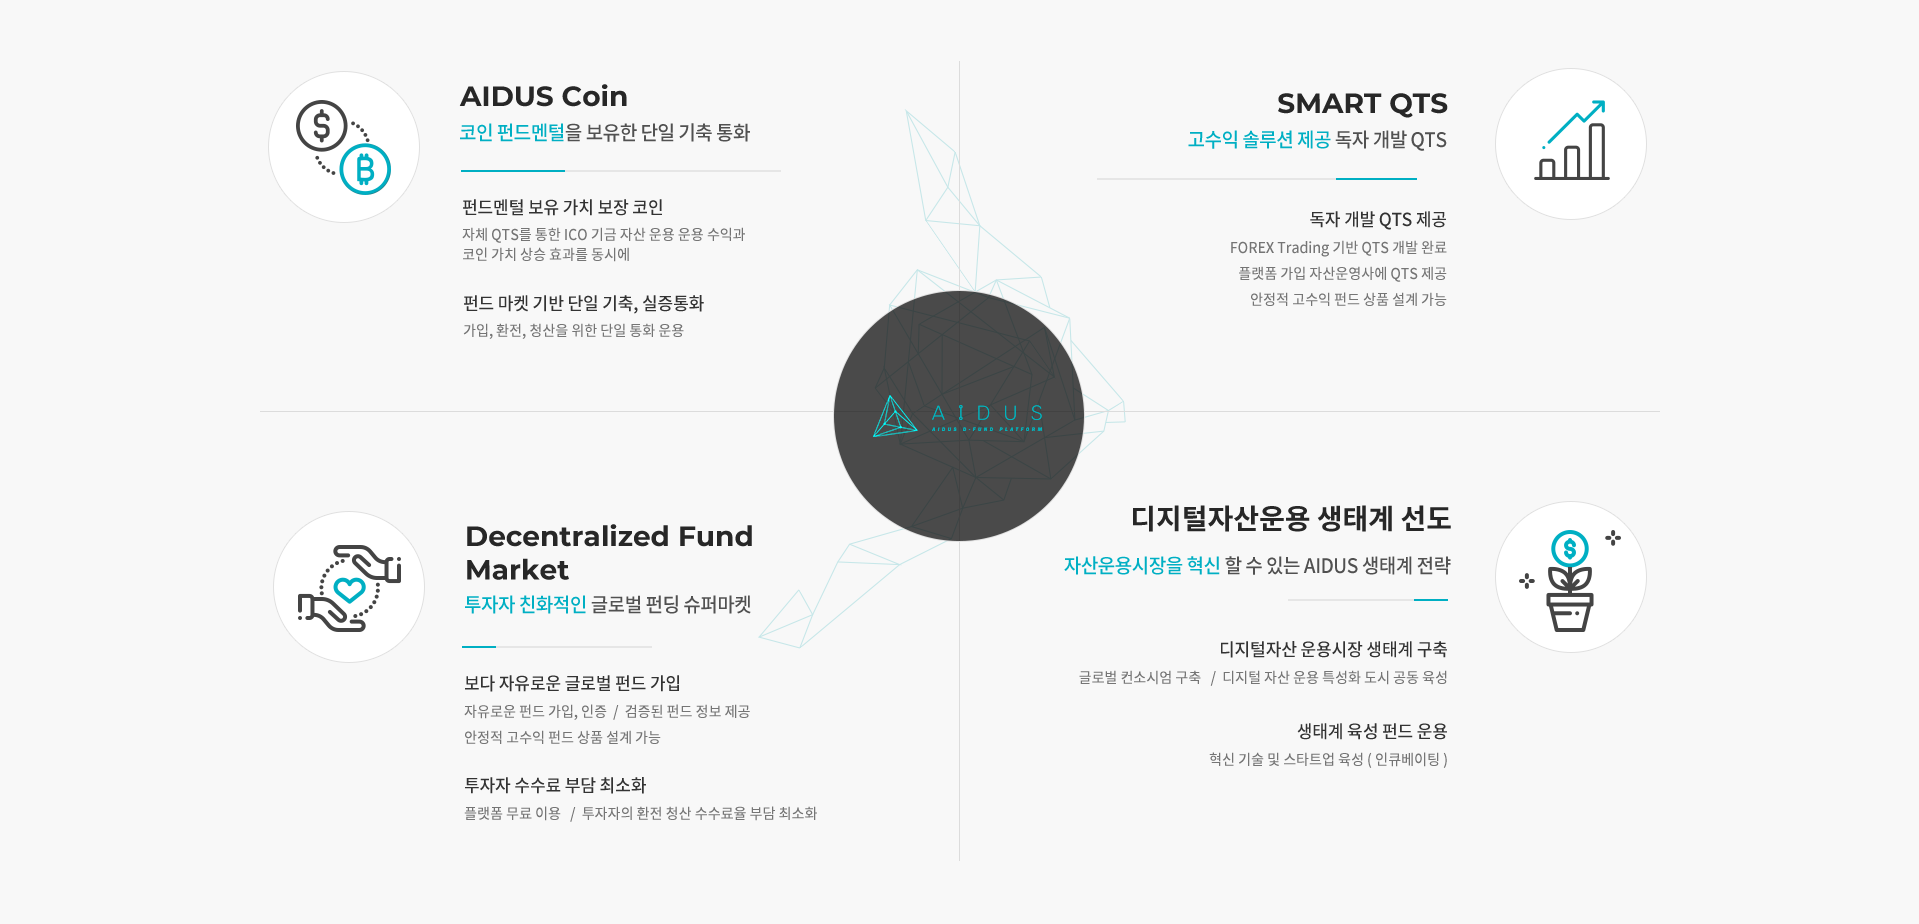 AIDUS Coin
코인 펀드멘털을 보유한 단일 기축 통화
펀드멘털 보유 가치 보장 코인
자체 QTS를 통한 ICO 기금 자산 운용 운용 수익과
코인 가치 상승 효과를 동시에
펀드 마켓 기반 단일 기축, 실증통화
가입, 환전, 청산을 위한 단일 통화 운용
SMART QTS
고수익 솔루션 제공 독자 개발 QTS
독자 개발 QTS 제공
FOREX Trading 기반 QTS 개발 완료
플랫폼 가입 자산운영사에 QTS 제공
안정적 고수익 펀드 상품 설계 가능
AIDUS
AIDUS D-FUND PLATFORM
Decentralized Fund
Market
투자자 친화적인 글로벌 펀딩 슈퍼마켓
보다 자유로운 글로벌 펀드 가입
자유로운 펀드 가입, 인증 / 검증된 펀드 정보 제공
안정적 고수익 펀드 상품 설계 가능
투자자 수수료 부담 최소화
플랫폼 무료 이용 / 투자자의 환전 청산 수수료율 부담 최소화
디지털자산운용 생태계 선도
자산운용시장을 혁신 할 수 있는 AIDUS 생태계 전략
디지털자산 운용시장 생태계 구축
글로벌 컨소시엄 구축 / 디지털 자산 운용 특성화 도시 공동 육성
생태계 육성 펀드 운용
혁신 기술 및 스타트업 육성 ( 인큐베이팅 )